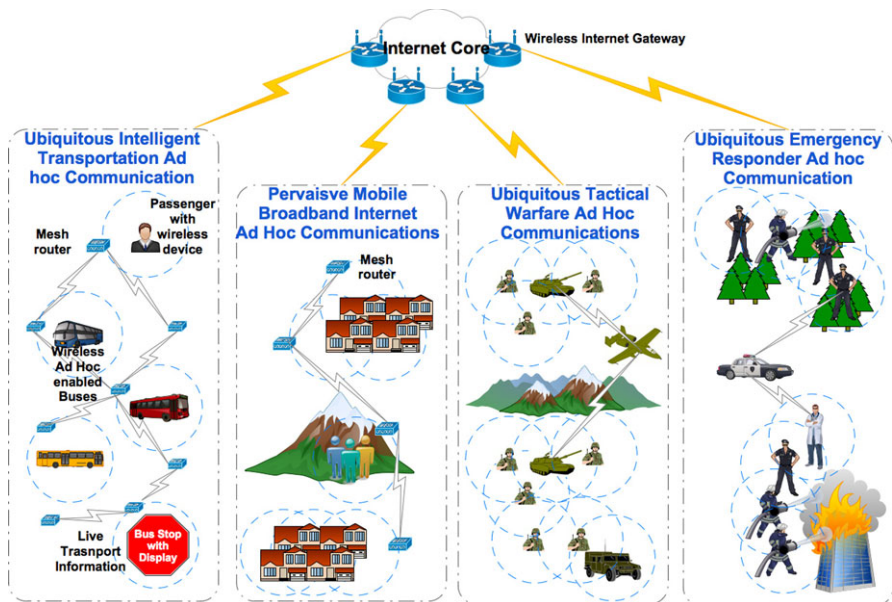 Internet Core
Wireless Internet Gateway
Ubiquitous Intelligent
Transportation Ad
hoc Communication
Mesh
router
Passenger with
wireless
device
Wireless
Ad Hoc
enabled
Buses
Live
Trasnport
Information
Bus Stop
with
Display
Pervaisve Mobile
Broadband Internet
Ad Hoc Communications
Mesh
router
Ubiquitous Tactical
Warfare Ad Hoc
Communications
Ubiquitous Emergency
Responder Ad hoc
Communication